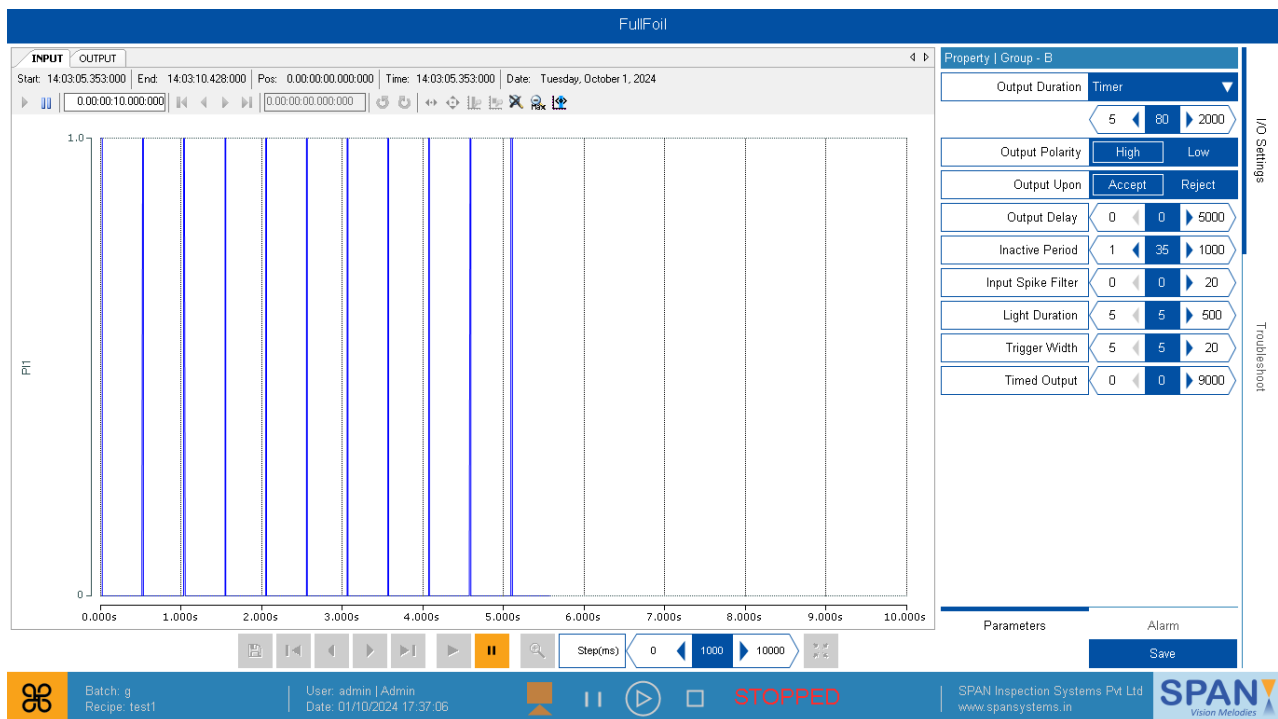 FullFoil
INPUT OUTPUT
Start: 14:03:05.353:000 End: 14:03:10.428:000 Pos: 0.00:00:00.000:000 Time: 14:03:05.353:000 Date: Tuesday, October 1, 2024
0.00:00:10.000:000 0.00:00:00.000:000 Max
1.0
PI1
0
0.000s 1.000s 2.000s 3.000s 4.000s 5.000s 6.000s 7.000s 8.000s 9.000s 10.000s
Step(ms) 0 1000 10000
Property | Group - B
Output Duration Timer
5 80 2000
Output Polarity High Low
Output Upon Accept Reject
Output Delay 0 0 5000
Inactive Period 1 35 1000
Input Spike Filter 0 0 20
Light Duration 5 5 500
Trigger Width 5 5 20
Timed Output 0 0 9000
Parameters Alarm
Save
I/O Settings
Troubleshoot
Batch: g
Recipe: test1
User: admin | Admin
Date: 01/10/2024 17:37:06
STOPPED
SPAN Inspection Systems Pvt Ltd
www.spansystems.in
SPAN
Vision Melodies